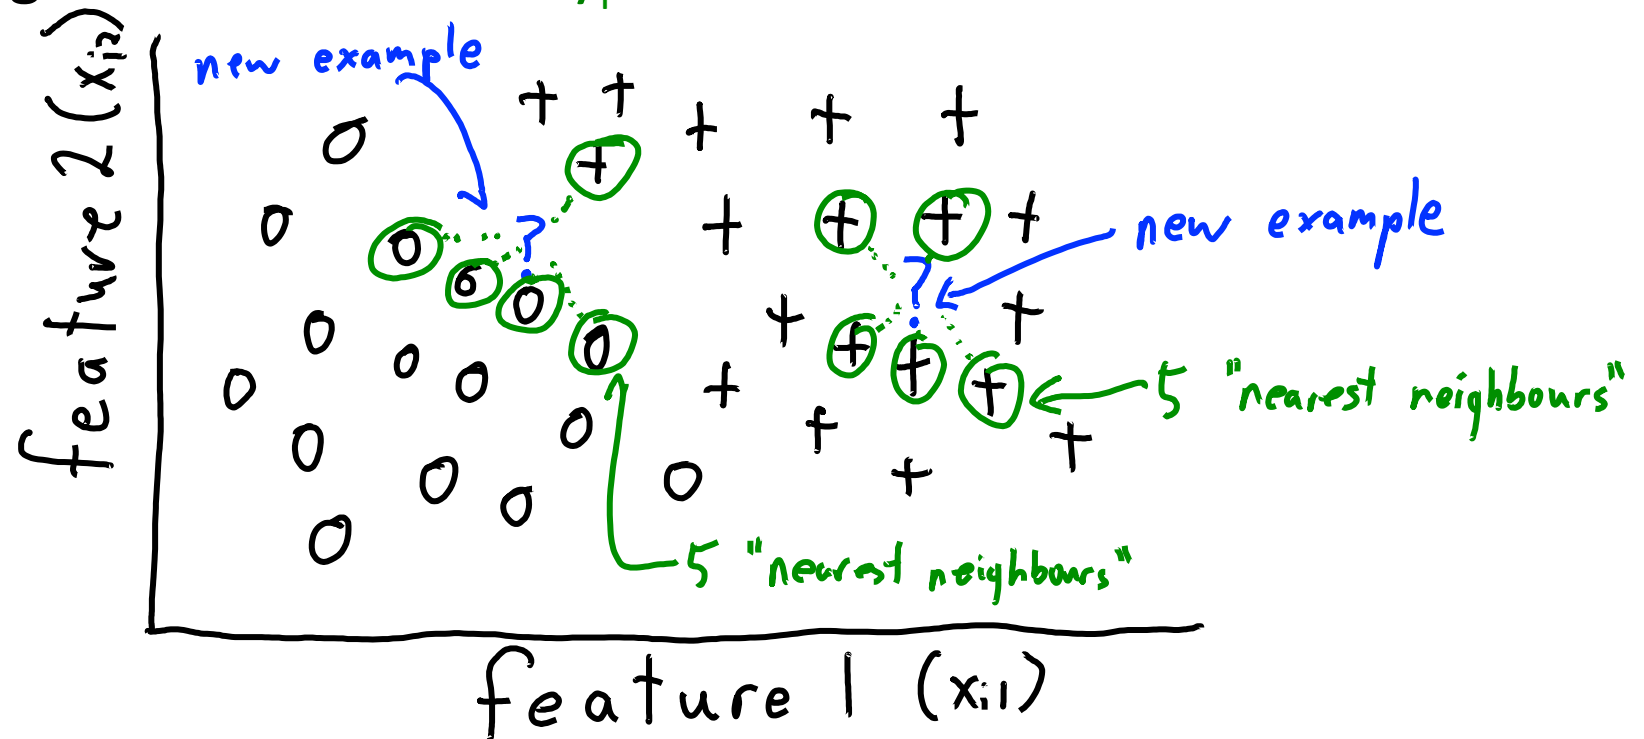 feature 2 (xi2)
new example
?
?
new example
5 "nearest neighbours"
5 "nearest neighbours"
feature 1 (xi1)